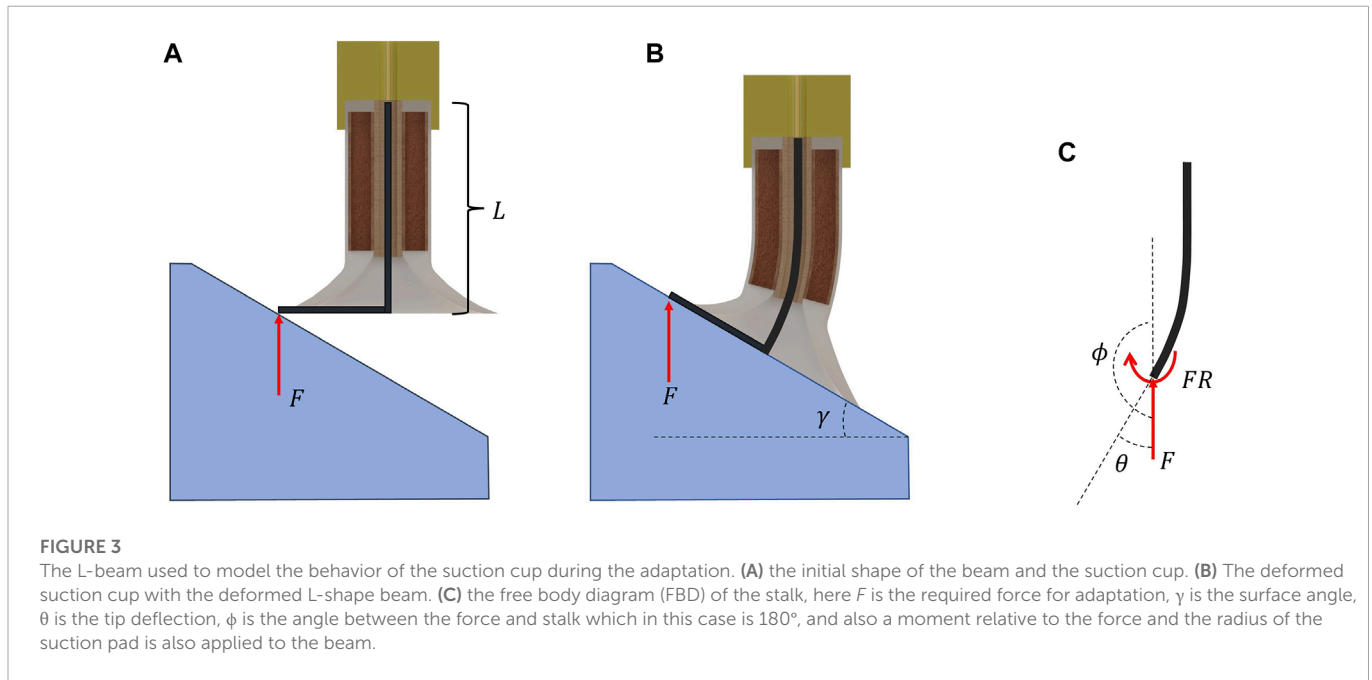 A
B
C
L
F
F
γ
ϕ
FR
θ
F
FIGURE 3
The L-beam used to model the behavior of the suction cup during the adaptation. (A) the initial shape of the beam and the suction cup. (B) The deformed
suction cup with the deformed L-shape beam. (C) the free body diagram (FBD) of the stalk, here F is the required force for adaptation, γ is the surface angle,
θ is the tip deflection, ϕ is the angle between the force and stalk which in this case is 180°, and also a moment relative to the force and the radius of the
suction pad is also applied to the beam.